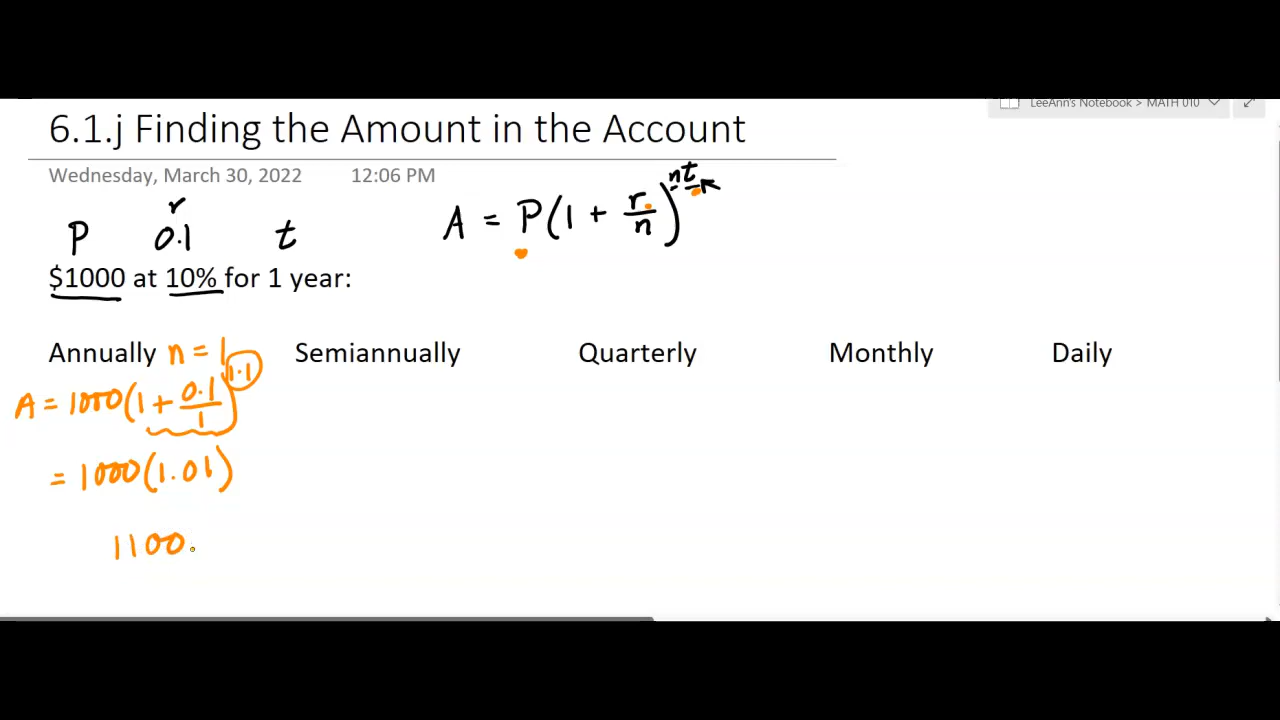 LeeAnn's Notebook > MATH 010
6.1.j Finding the Amount in the Account
Wednesday, March 30, 2022 12:06 PM
r
P 0.1 t
A = P(1 + r/n)^nt
$1000 at 10% for 1 year:
Annually n = 1 Semiannually Quarterly Monthly Daily
A = 1000(1 + 0.1/1)^1·1
= 1000(1.01)
1100.